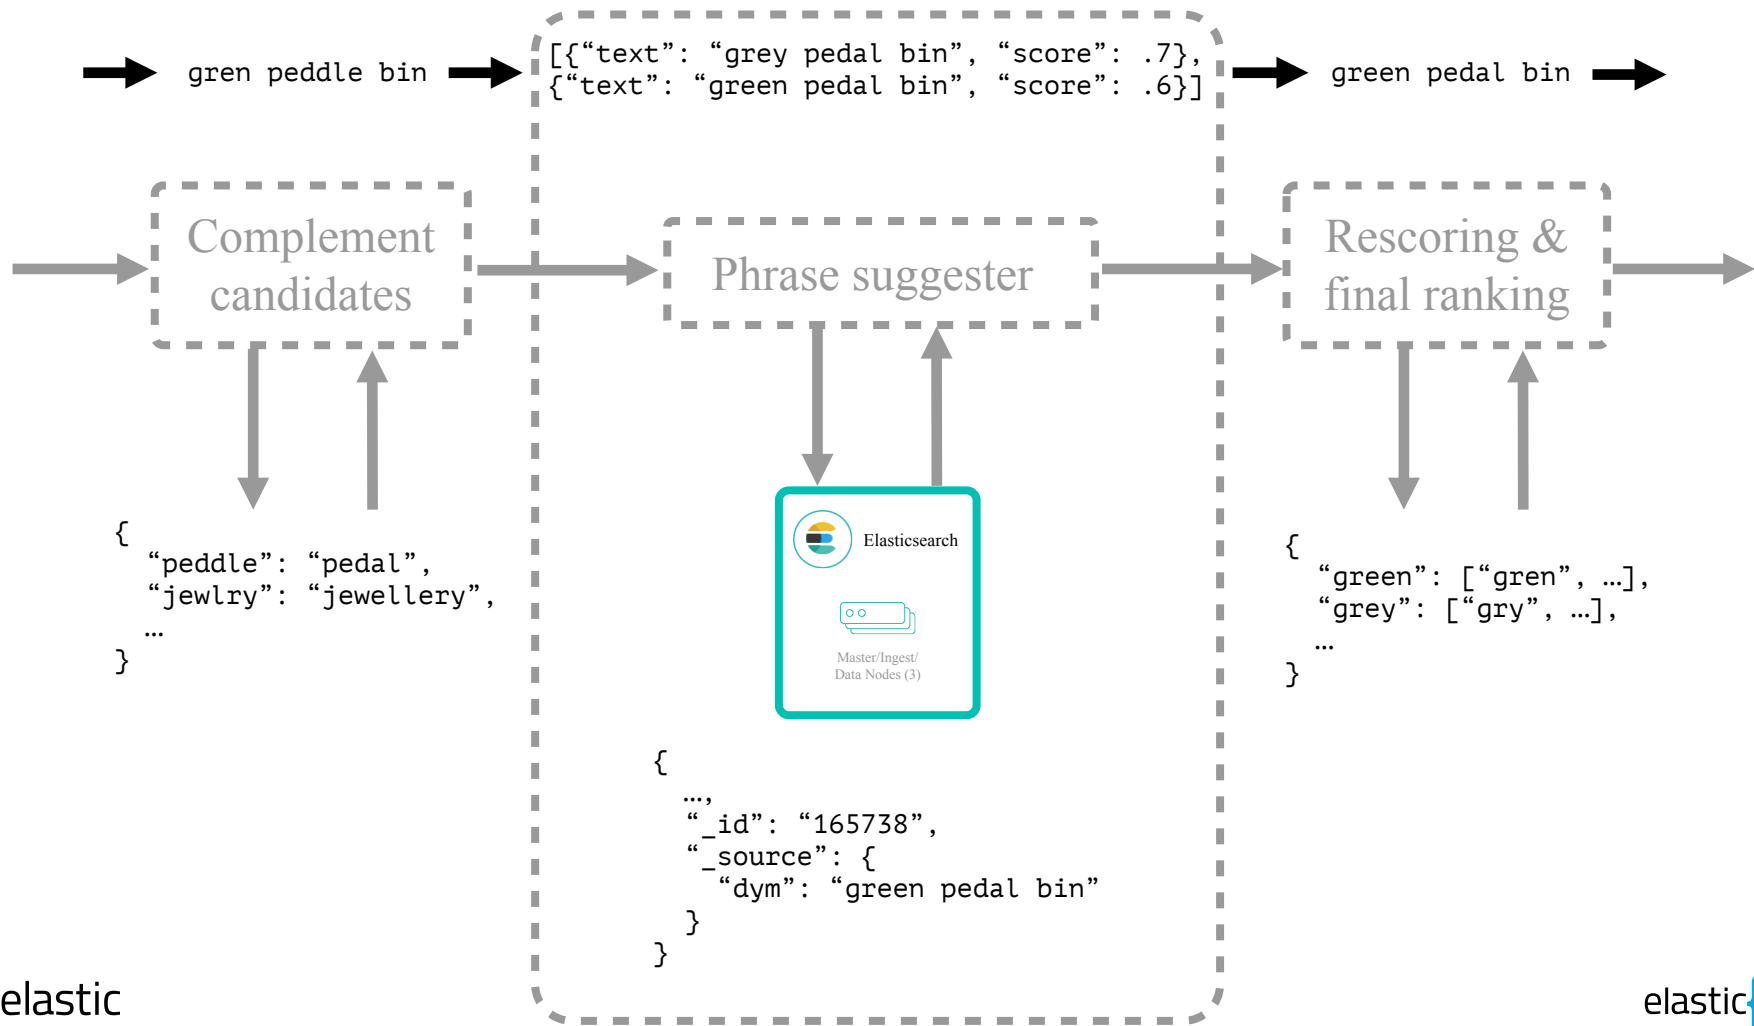 gren peddle bin
[{“text”: “grey pedal bin”, “score”: .7},
{“text”: “green pedal bin”, “score”: .6}]
green pedal bin
Complement
candidates
Phrase suggester
Rescoring &
final ranking
{
“peddle”: “pedal”,
“jewlry”: “jewellery”,
…
}
Elasticsearch
Master/Ingest/
Data Nodes (3)
{
…,
“_id”: “165738”,
“_source”: {
“dym”: “green pedal bin”
}
}
{
“green”: [“gren”, …],
“grey”: [“gry”, …],
…
}
elastic
elastic{